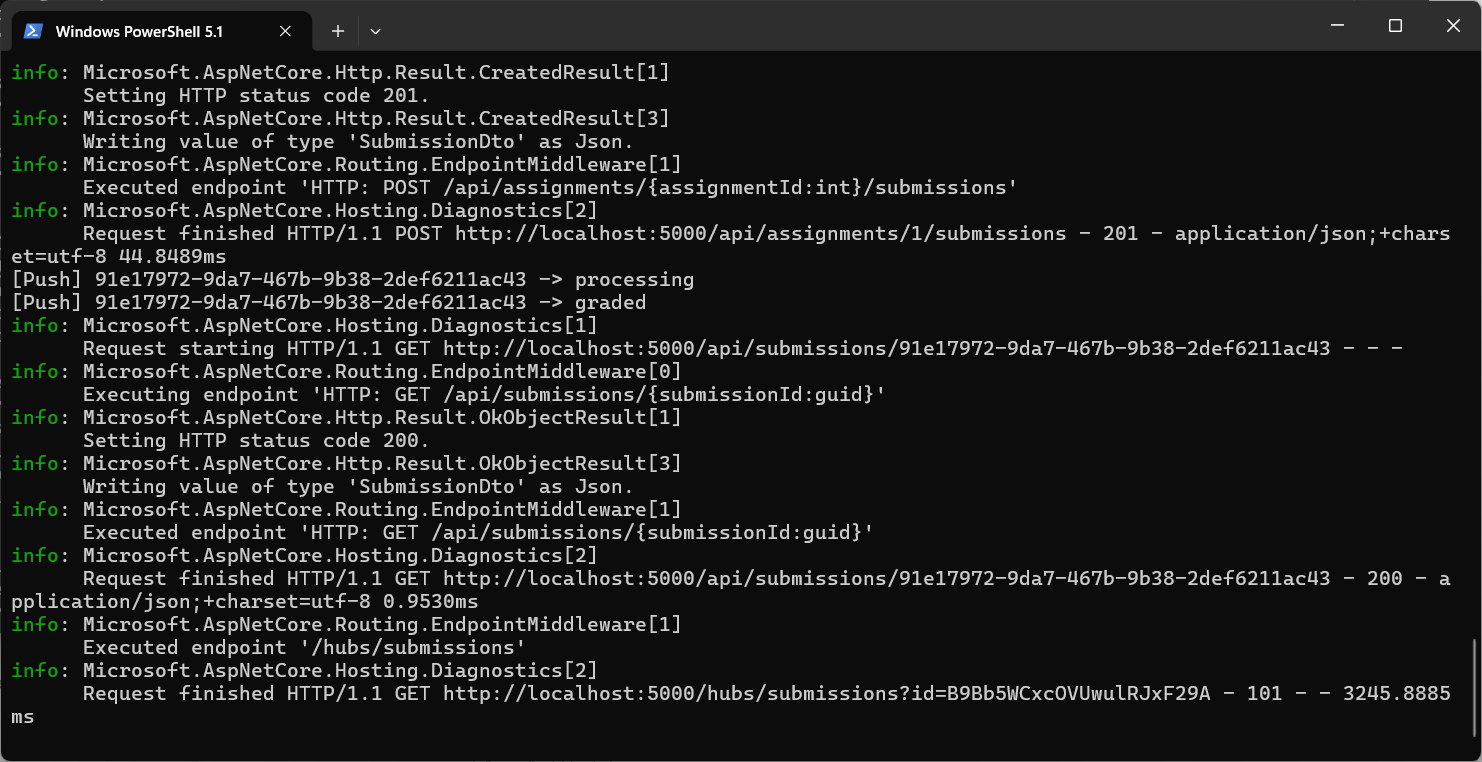 Windows PowerShell 5.1
info: Microsoft.AspNetCore.Http.Result.CreatedResult[1]
      Setting HTTP status code 201.
info: Microsoft.AspNetCore.Http.Result.CreatedResult[3]
      Writing value of type 'SubmissionDto' as Json.
info: Microsoft.AspNetCore.Routing.EndpointMiddleware[1]
      Executed endpoint 'HTTP: POST /api/assignments/{assignmentId:int}/submissions'
info: Microsoft.AspNetCore.Hosting.Diagnostics[2]
      Request finished HTTP/1.1 POST http://localhost:5000/api/assignments/1/submissions - 201 - application/json;+chars
et=utf-8 44.8489ms
[Push] 91e17972-9da7-467b-9b38-2def6211ac43 -> processing
[Push] 91e17972-9da7-467b-9b38-2def6211ac43 -> graded
info: Microsoft.AspNetCore.Hosting.Diagnostics[1]
      Request starting HTTP/1.1 GET http://localhost:5000/api/submissions/91e17972-9da7-467b-9b38-2def6211ac43 - - -
info: Microsoft.AspNetCore.Routing.EndpointMiddleware[0]
      Executing endpoint 'HTTP: GET /api/submissions/{submissionId:guid}'
info: Microsoft.AspNetCore.Http.Result.OkObjectResult[1]
      Setting HTTP status code 200.
info: Microsoft.AspNetCore.Http.Result.OkObjectResult[3]
      Writing value of type 'SubmissionDto' as Json.
info: Microsoft.AspNetCore.Routing.EndpointMiddleware[1]
      Executed endpoint 'HTTP: GET /api/submissions/{submissionId:guid}'
info: Microsoft.AspNetCore.Hosting.Diagnostics[2]
      Request finished HTTP/1.1 GET http://localhost:5000/api/submissions/91e17972-9da7-467b-9b38-2def6211ac43 - 200 - a
pplication/json;+charset=utf-8 0.9530ms
info: Microsoft.AspNetCore.Routing.EndpointMiddleware[1]
      Executed endpoint '/hubs/submissions'
info: Microsoft.AspNetCore.Hosting.Diagnostics[2]
      Request finished HTTP/1.1 GET http://localhost:5000/hubs/submissions?id=B9Bb5WCxcOVUwulRJxF29A - 101 - - 3245.8885
ms